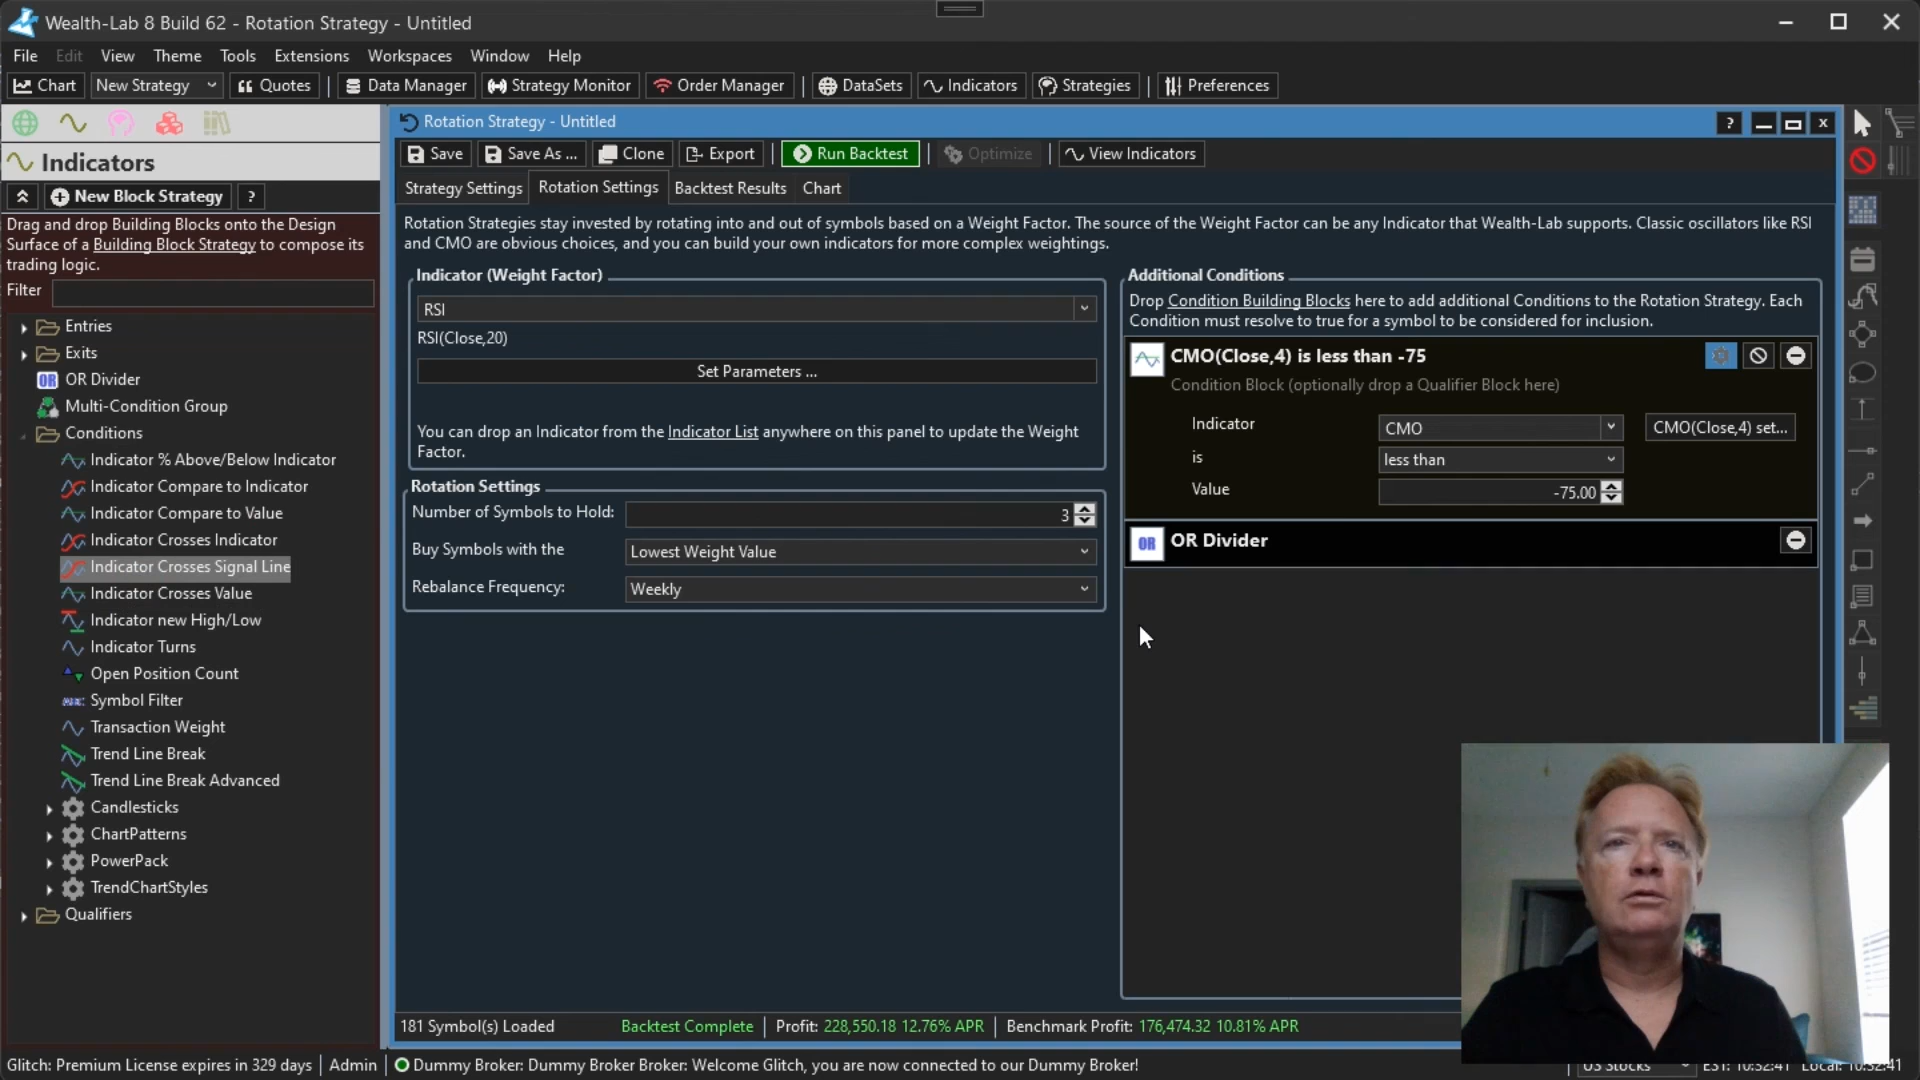 Wealth-Lab 8 Build 62 - Rotation Strategy - Untitled
File Edit View Theme Tools Extensions Workspaces Window Help
Chart New Strategy Quotes Data Manager Strategy Monitor Order Manager DataSets Indicators Strategies Preferences
Indicators
New Block Strategy ?
Drag and drop Building Blocks onto the Design
Surface of a Building Block Strategy to compose its
trading logic.
Filter
Entries
Exits
OR OR Divider
Multi-Condition Group
Conditions
Indicator % Above/Below Indicator
Indicator Compare to Indicator
Indicator Compare to Value
Indicator Crosses Indicator
Indicator Crosses Signal Line
Indicator Crosses Value
Indicator new High/Low
Indicator Turns
Open Position Count
Symbol Filter
Transaction Weight
Trend Line Break
Trend Line Break Advanced
Candlesticks
ChartPatterns
PowerPack
TrendChartStyles
Qualifiers
Rotation Strategy - Untitled ?
Save Save As ... Clone Export Run Backtest Optimize View Indicators
Strategy Settings Rotation Settings Backtest Results Chart
Rotation Strategies stay invested by rotating into and out of symbols based on a Weight Factor. The source of the Weight Factor can be any Indicator that Wealth-Lab supports. Classic oscillators like RSI
and CMO are obvious choices, and you can build your own indicators for more complex weightings.
Indicator (Weight Factor)
RSI
RSI(Close,20)
Set Parameters ...
You can drop an Indicator from the Indicator List anywhere on this panel to update the Weight
Factor.
Rotation Settings
Number of Symbols to Hold: 3
Buy Symbols with the Lowest Weight Value
Rebalance Frequency: Weekly
Additional Conditions
Drop Condition Building Blocks here to add additional Conditions to the Rotation Strategy. Each
Condition must resolve to true for a symbol to be considered for inclusion.
CMO(Close,4) is less than -75
Condition Block (optionally drop a Qualifier Block here)
Indicator CMO CMO(Close,4) set...
is less than
Value -75.00
OR OR Divider
181 Symbol(s) Loaded Backtest Complete Profit: 228,550.18 12.76% APR Benchmark Profit: 176,474.32 10.81% APR
Glitch: Premium License expires in 329 days Admin Dummy Broker: Dummy Broker Broker: Welcome Glitch, you are now connected to our Dummy Broker! US Stocks EST: 10:32:41 Local: 10:32:41